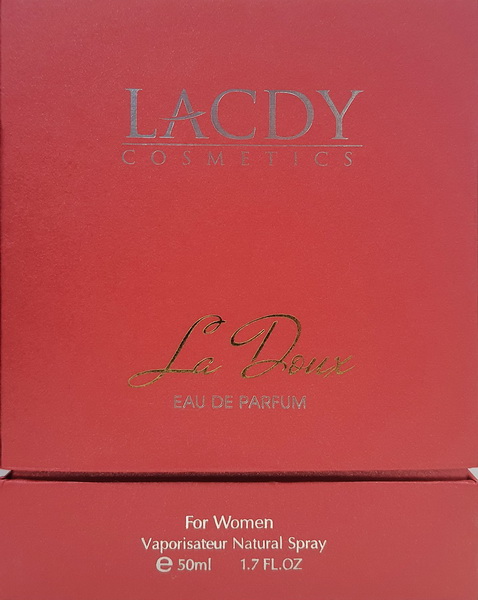 LACDY
COSMETICS
La Doux
EAU DE PARFUM
For Women
Vaporisateur Natural Spray
℮ 50ml 1.7 FL.OZ